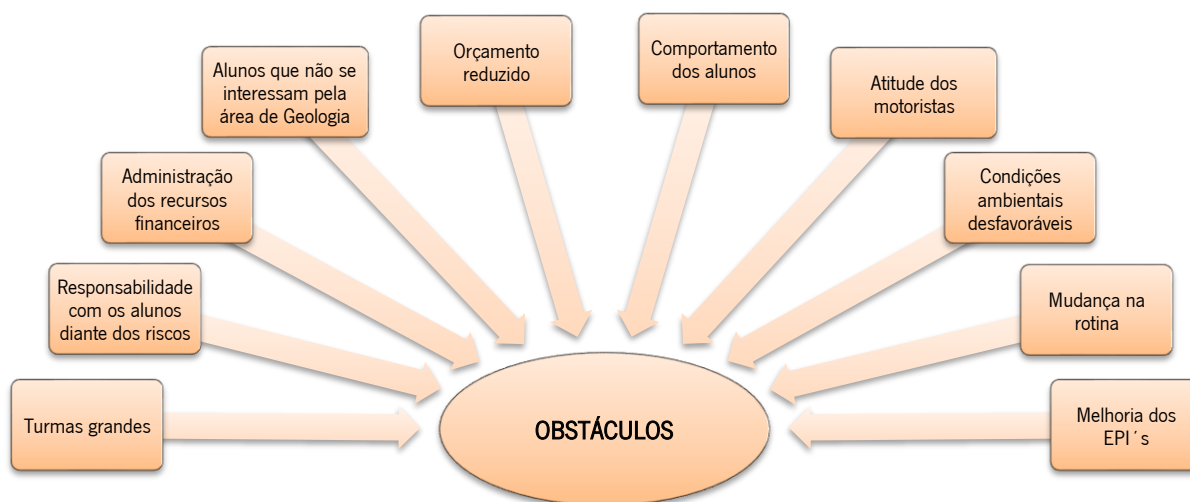 Turmas grandes
Responsabilidade
com os alunos
diante dos riscos
Administração
dos recursos
financeiros
Alunos que não se
interessam pela
área de Geologia
Orçamento
reduzido
Comportamento
dos alunos
Atitude dos
motoristas
Condições
ambientais
desfavoráveis
Mudança na
rotina
Melhoria dos
EPI´s
OBSTÁCULOS